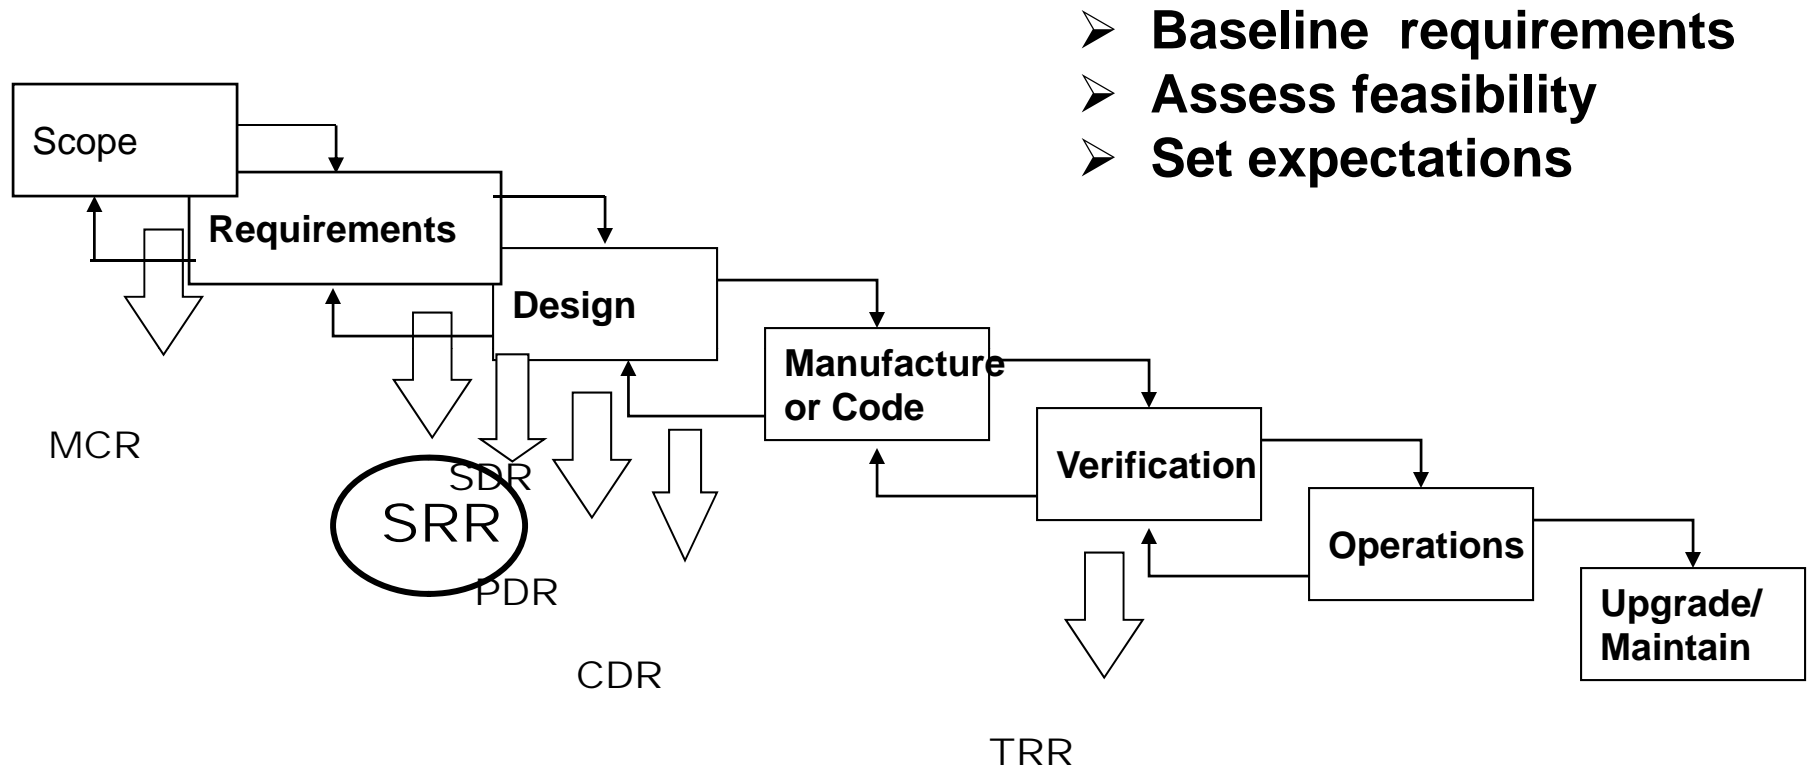 Baseline requirements
Assess feasibility
Set expectations
Scope
Requirements
Design
Manufacture
or Code
Verification
Operations
Upgrade/
Maintain
MCR
SDR
SRR
PDR
CDR
TRR